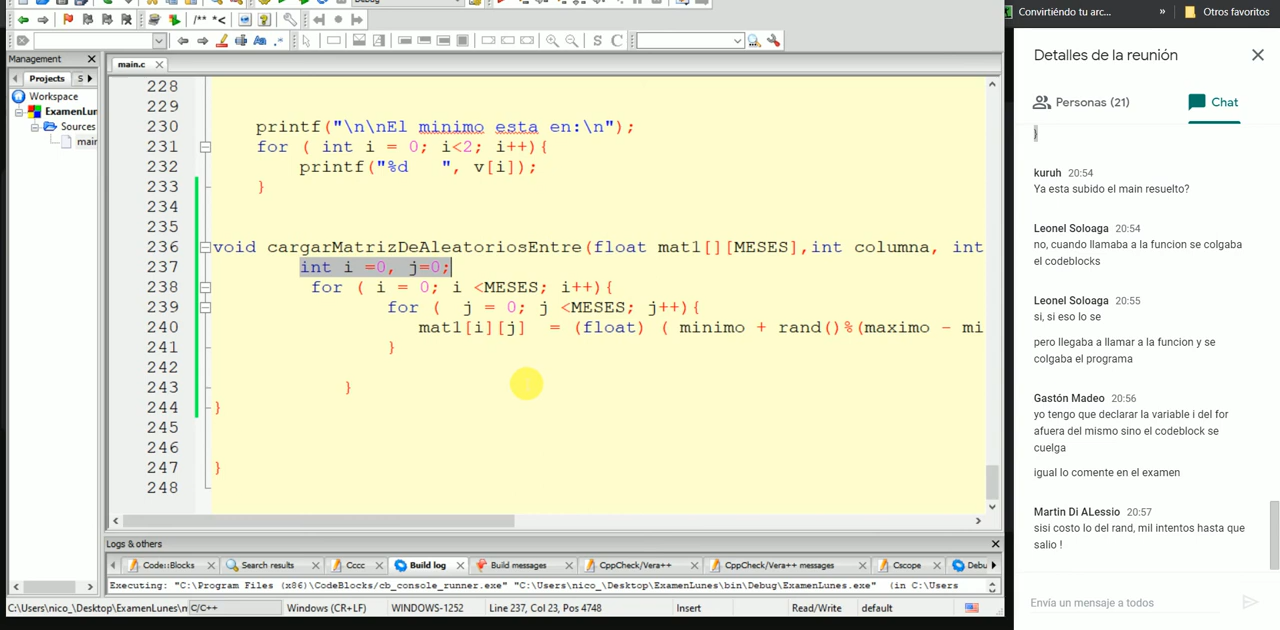 Debug
Convirtiéndo tu arc...
»
Otros favoritos
/** *<
S C
Management
main.c
Detalles de la reunión
Projects
S
Workspace
ExamenLun
Sources
main
Personas (21)
Chat
228
229
230 printf("\n\nEl minimo esta en:\n");
231 for ( int i = 0; i<2; i++){
232 printf("%d   ", v[i]);
233 }
234
235
236 void cargarMatrizDeAleatoriosEntre(float mat1[][MESES],int columna, int
237 int i =0, j=0;
238 for ( i = 0; i <MESES; i++){
239 for (  j = 0; j <MESES; j++){
240 mat1[i][j]  = (float) ( minimo + rand()%(maximo - mi
241 }
242
243 }
244 }
245
246
247 }
248
)
kuruh 20:54
Ya esta subido el main resuelto?
Leonel Soloaga 20:54
no, cuando llamaba a la funcion se colgaba
el codeblocks
Leonel Soloaga 20:55
si, si eso lo se
pero llegaba a llamar a la funcion y se
colgaba el programa
Gastón Madeo 20:56
yo tengo que declarar la variable i del for
afuera del mismo sino el codeblock se
cuelga
igual lo comente en el examen
Martin Di ALessio 20:57
sisi costo lo del rand, mil intentos hasta que
salio !
Envía un mensaje a todos
Logs & others
Code::Blocks
Search results
Cccc
Build log
Build messages
CppCheck/Vera++
CppCheck/Vera++ messages
Cscope
Debu
Executing: "C:\Program Files (x86)\CodeBlocks/cb_console_runner.exe" "C:\Users\nico_\Desktop\ExamenLunes\bin\Debug\ExamenLunes.exe"  (in C:\Users
C:\Users\nico_\Desktop\ExamenLunes\m
C/C++
Windows (CR+LF)
WINDOWS-1252
Line 237, Col 23, Pos 4748
Insert
Read/Write
default